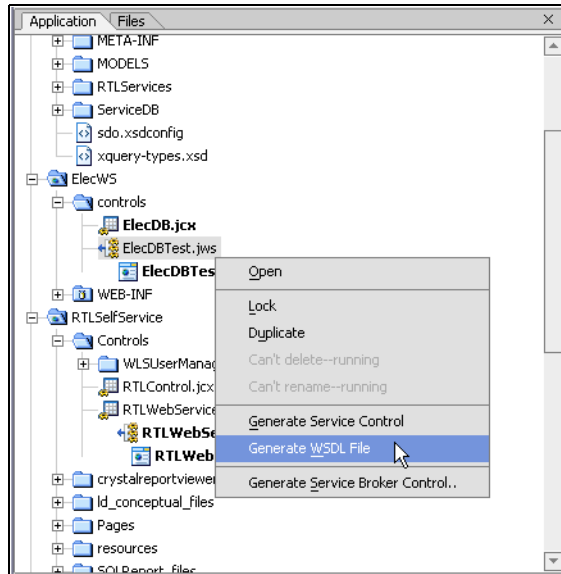 Application Files
META-INF
MODELS
RTLServices
ServiceDB
sdo.xsdconfig
xquery-types.xsd
ElecWS
controls
ElecDB.jcx
ElecDBTest.jws
ElecDBTes
Open
WEB-INF
Lock
RTLSelfService
Duplicate
Controls
Can't delete--running
WLSUserManag
Can't rename--running
RTLControl.jcx
RTLWebService
Generate Service Control
RTLWebSe
Generate WSDL File
RTLWeb
crystalreportviewer
Generate Service Broker Control..
ld_conceptual_files
Pages
resources
SQLReport_files